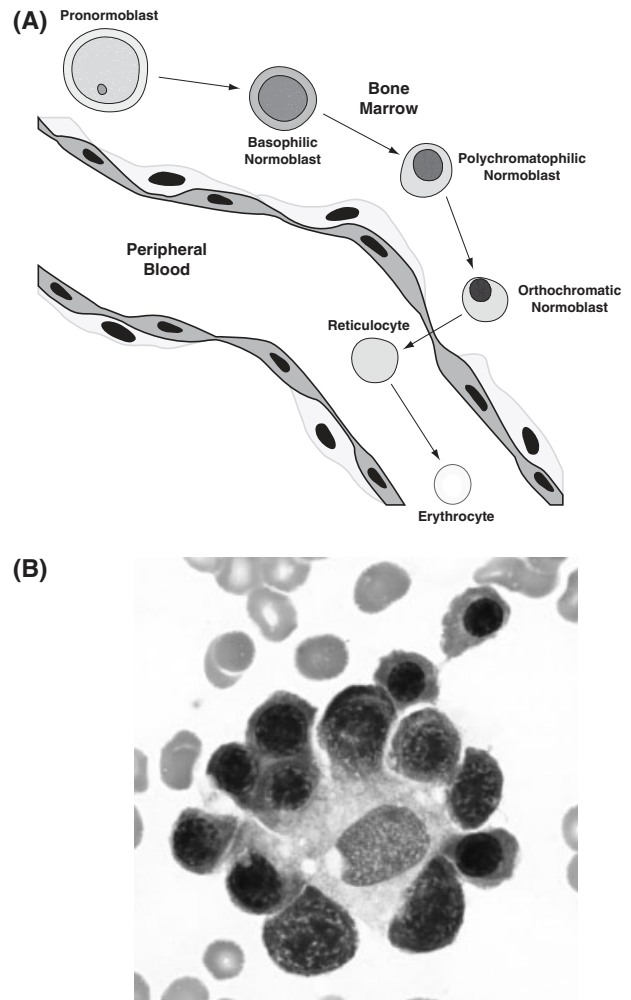 (A)
Pronormoblast
Bone
Marrow
Basophilic
Normoblast
Polychromatophilic
Normoblast
Peripheral
Blood
Orthochromatic
Normoblast
Reticulocyte
Erythrocyte
(B)